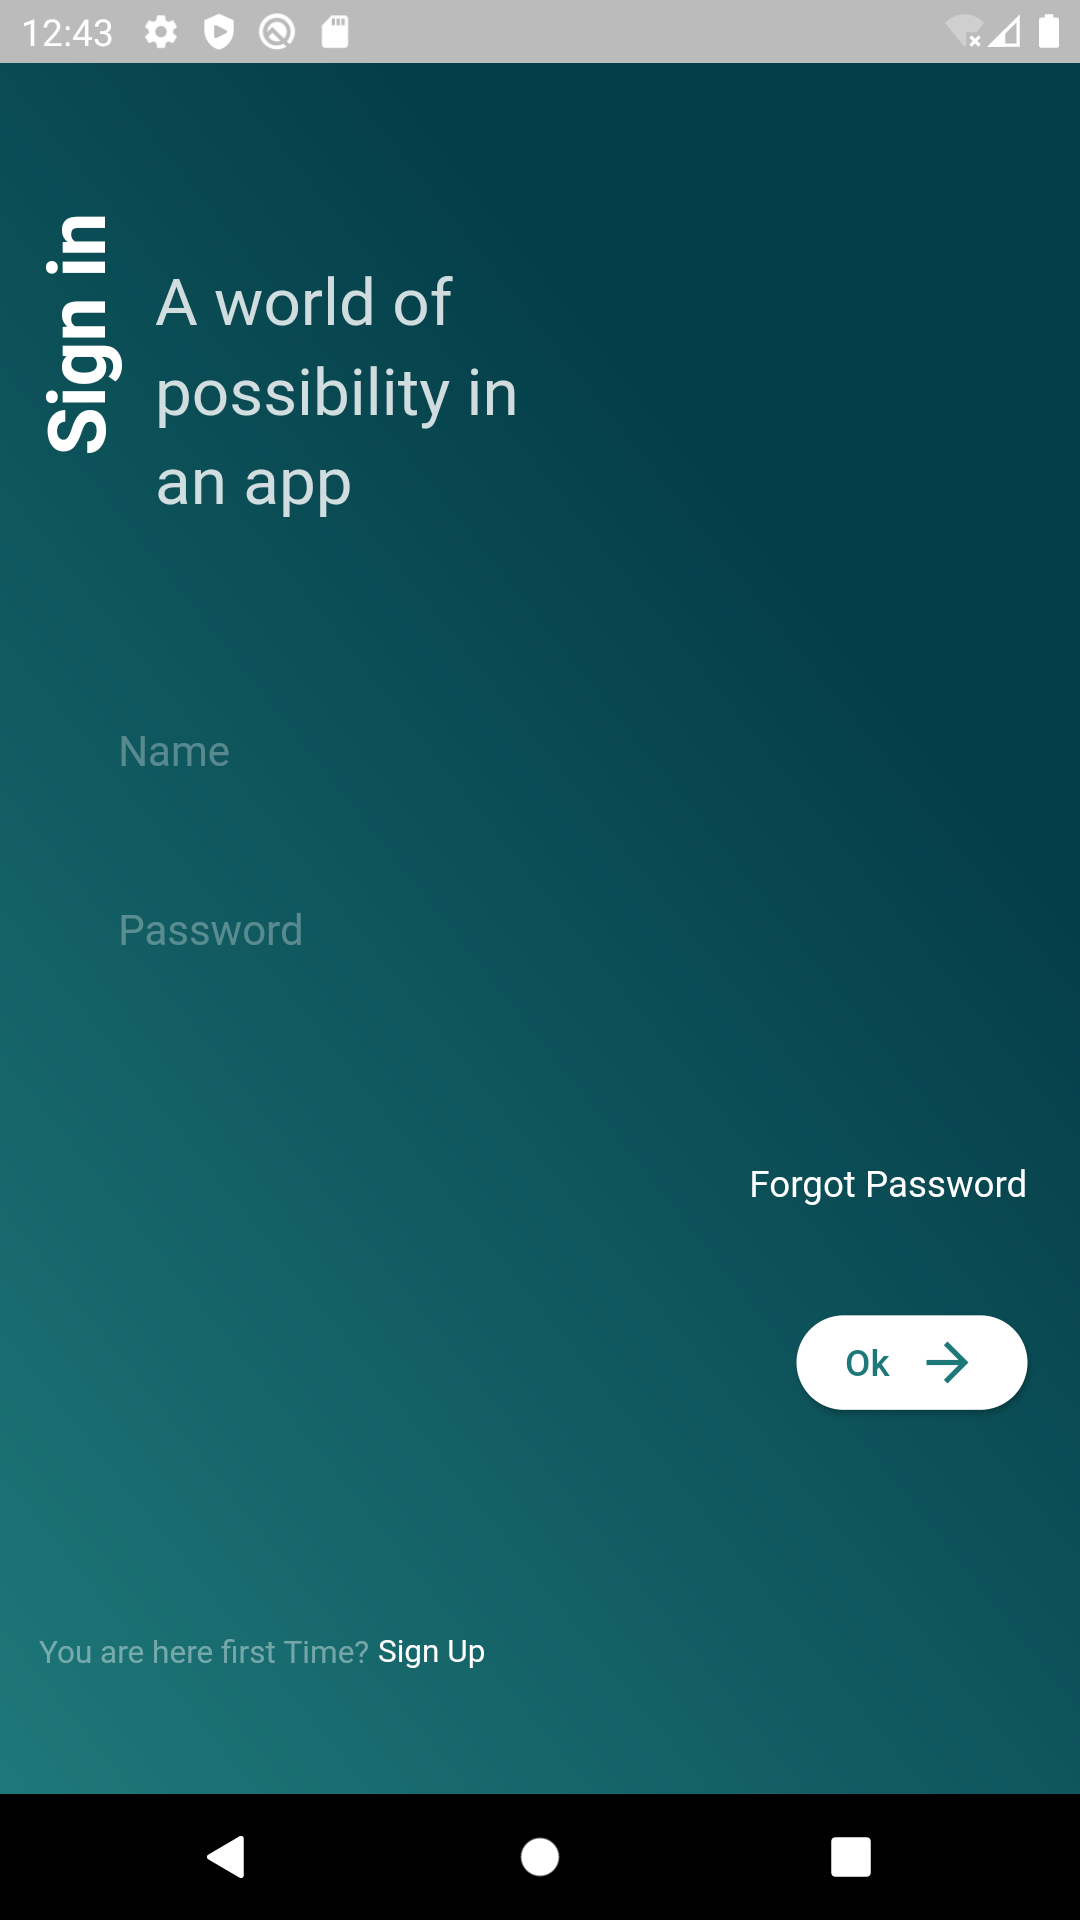 12:43
Sign in
A world of
possibility in
an app
Name
Password
Forgot Password
Ok
You are here first Time? Sign Up